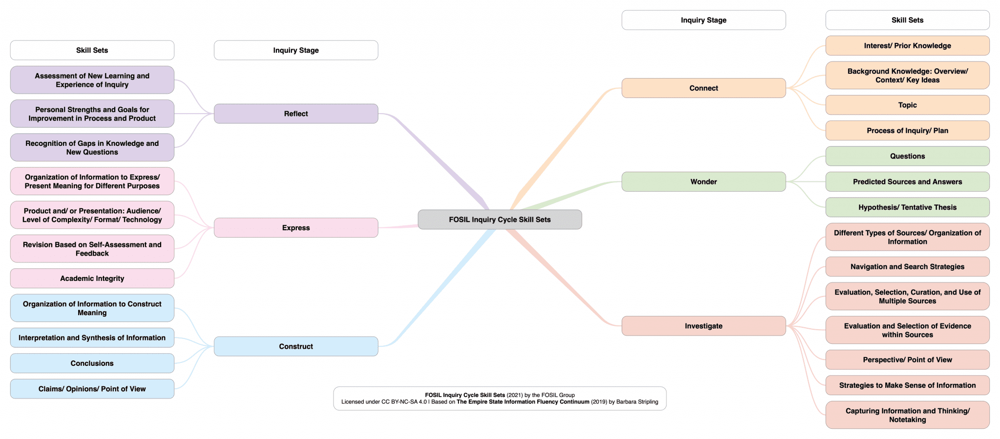 Inquiry Stage
Skill Sets
Connect
Interest/ Prior Knowledge
Background Knowledge: Overview/
Context/ Key Ideas
Topic
Process of Inquiry/ Plan
Wonder
Questions
Predicted Sources and Answers
Hypothesis/ Tentative Thesis
Investigate
Different Types of Sources/ Organization of
Information
Navigation and Search Strategies
Evaluation, Selection, Curation, and Use of
Multiple Sources
Evaluation and Selection of Evidence
within Sources
Perspective/ Point of View
Strategies to Make Sense of Information
Capturing Information and Thinking/
Notetaking
FOSIL Inquiry Cycle Skill Sets
Skill Sets
Inquiry Stage
Reflect
Assessment of New Learning and
Experience of Inquiry
Personal Strengths and Goals for
Improvement in Process and Product
Recognition of Gaps in Knowledge and
New Questions
Express
Organization of Information to Express/
Present Meaning for Different Purposes
Product and/ or Presentation: Audience/
Level of Complexity/ Format/ Technology
Revision Based on Self-Assessment and
Feedback
Academic Integrity
Construct
Organization of Information to Construct
Meaning
Interpretation and Synthesis of Information
Conclusions
Claims/ Opinions/ Point of View
FOSIL Inquiry Cycle Skill Sets (2021) by the FOSIL Group
Licensed under CC BY-NC-SA 4.0 | Based on The Empire State Information Fluency Continuum (2019) by Barbara Stripling